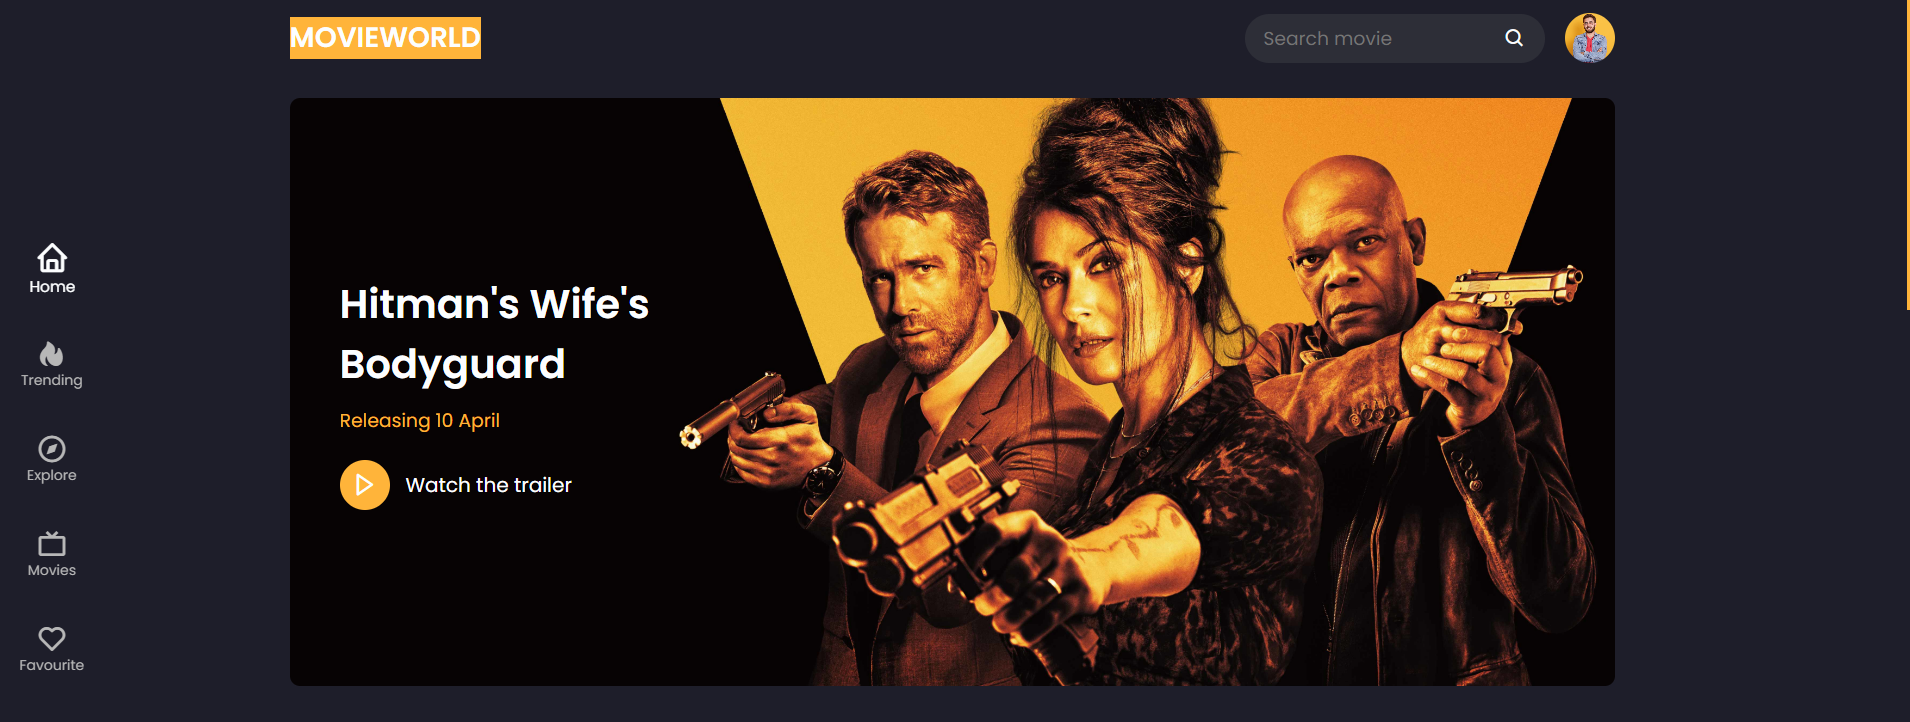 MOVIEWORLD
Search movie
Home
Trending
Explore
Movies
Favourite
Hitman's Wife's
Bodyguard
Releasing 10 April
Watch the trailer